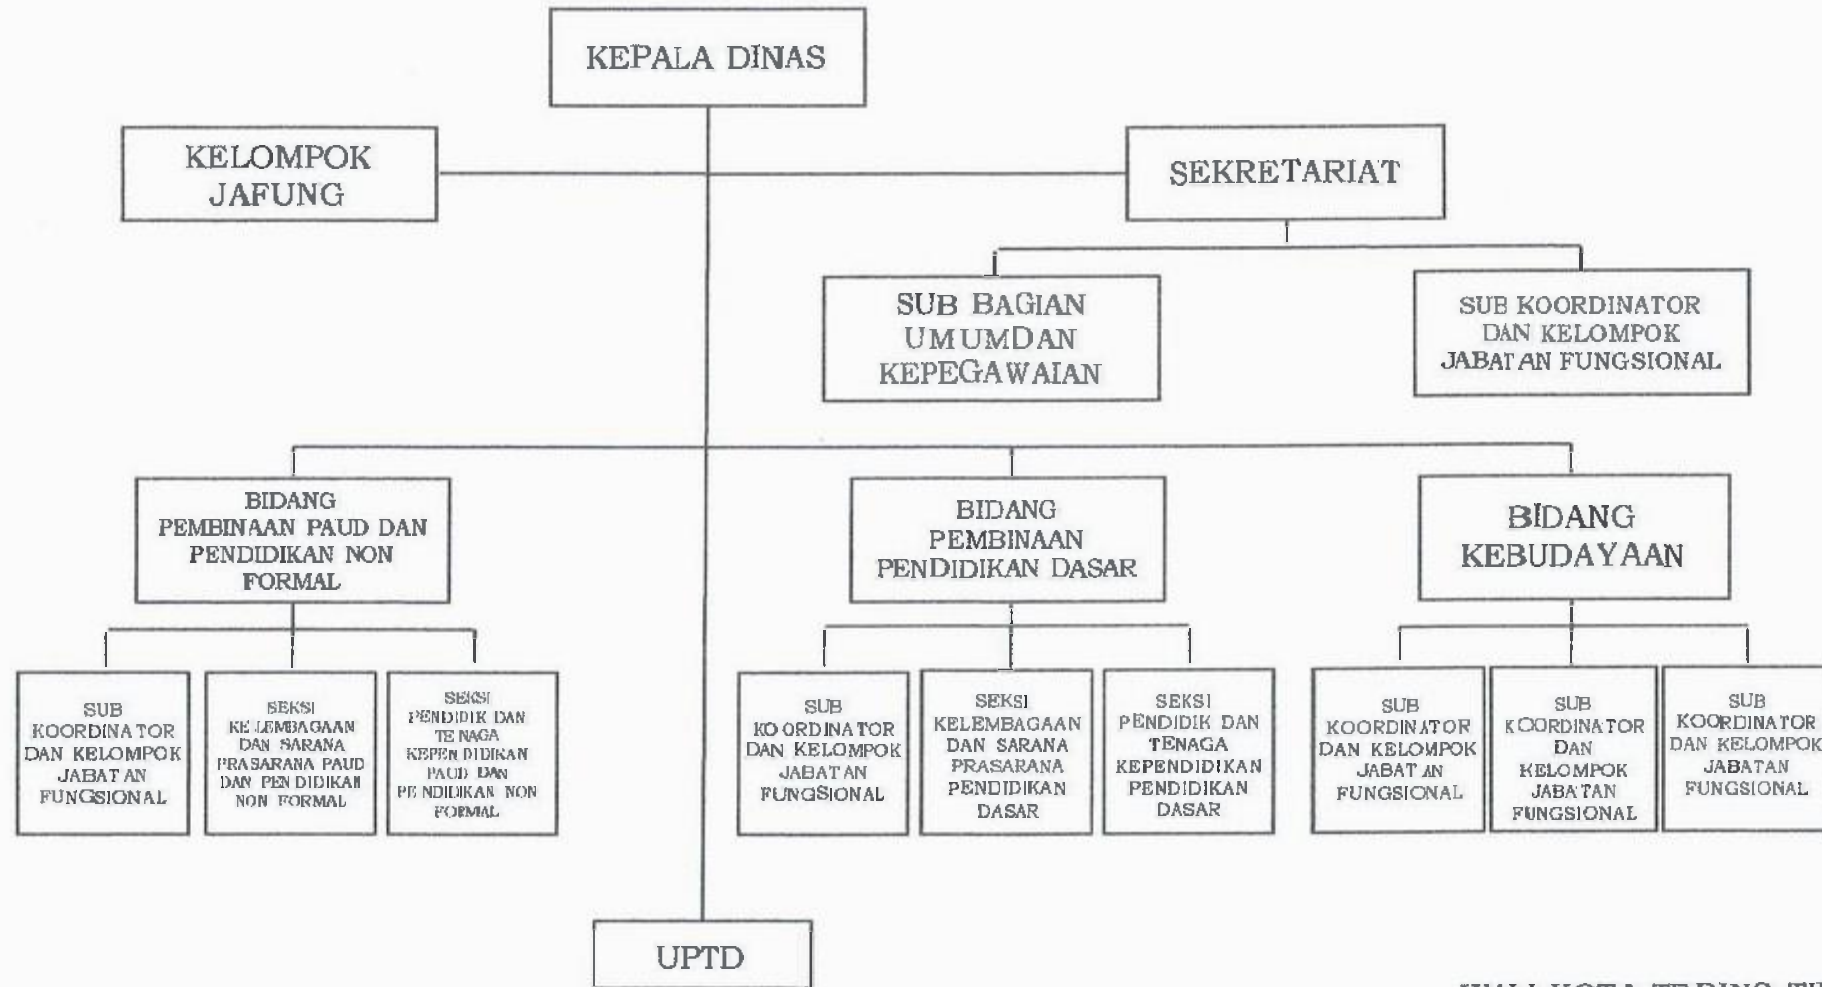 KEPALA DINAS
KELOMPOK
JAFUNG
SEKRETARIAT
SUB BAGIAN
UMUMDAN
KEPEGAWAIAN
SUB KOORDINATOR
DAN KELOMPOK
JABATAN FUNGSIONAL
BIDANG
PEMBINAAN PAUD DAN
PENDIDIKAN NON
FORMAL
BIDANG
PEMBINAAN
PENDIDIKAN DASAR
BIDANG
KEBUDAYAAN
SUB
KOORDINATOR
DAN KELOMPOK
JABATAN
FUNGSIONAL
SEKSI
KELEMBAGAAN
DAN SARANA
PRASARANA PAUD
DAN PENDIDIKAN
NON FORMAL
SEKSI
PENDIDIK DAN
TENAGA
KEPENDIDIKAN
PAUD DAN
PENDIDIKAN NON
FORMAL
SUB
KOORDINATOR
DAN KELOMPOK
JABATAN
FUNGSIONAL
SEKSI
KELEMBAGAAN
DAN SARANA
PRASARANA
PENDIDIKAN
DASAR
SEKSI
PENDIDIK DAN
TENAGA
KEPENDIDIKAN
PENDIDIKAN
DASAR
SUB
KOORDINATOR
DAN KELOMPOK
JABATAN
FUNGSIONAL
SUB
KOORDINATOR
DAN
KELOMPOK
JABATAN
FUNGSIONAL
SUB
KOORDINATOR
DAN KELOMPOK
JABATAN
FUNGSIONAL
UPTD